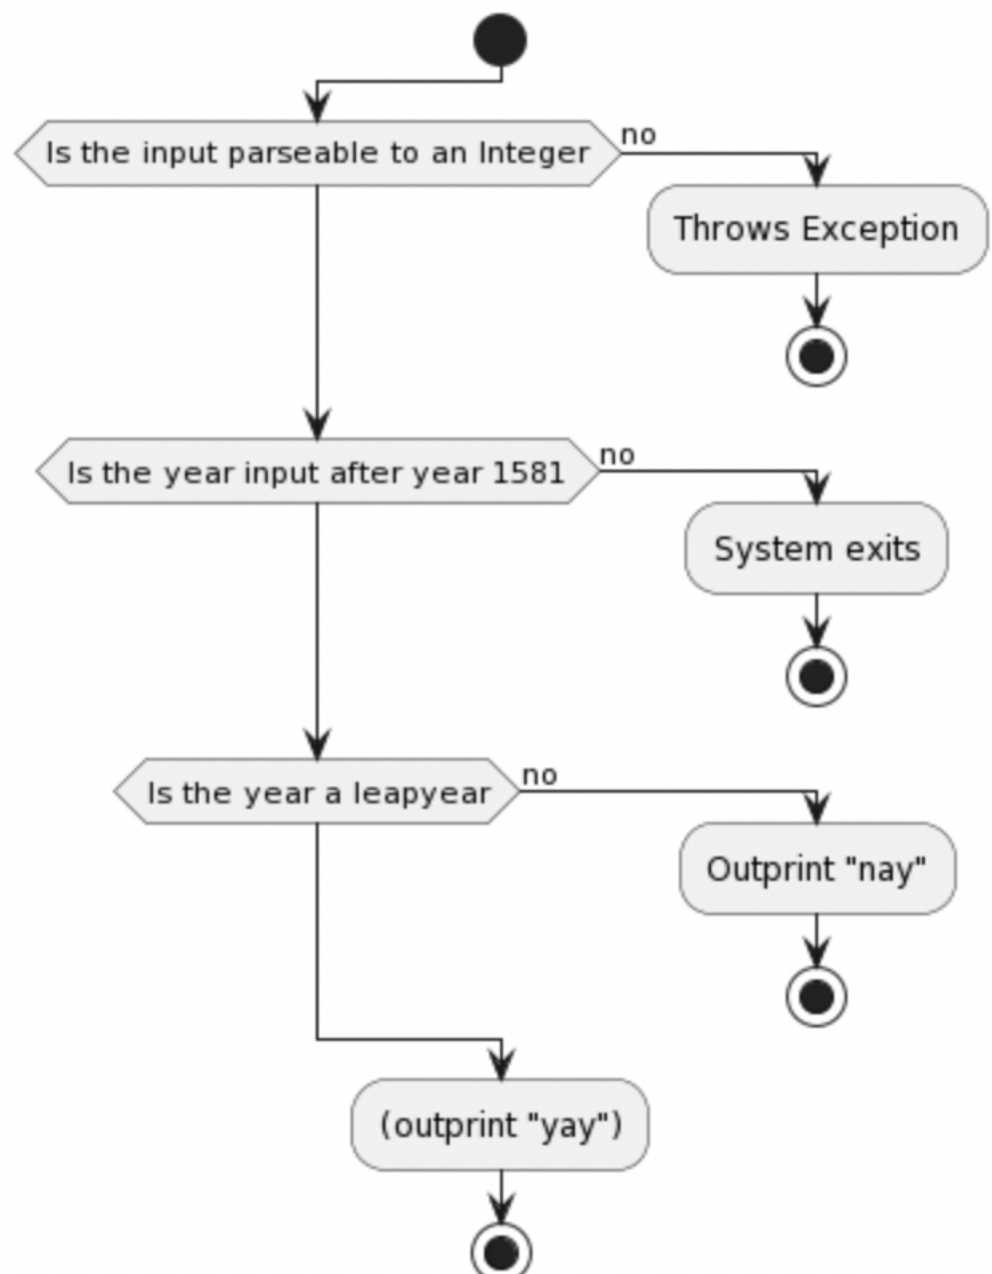 Is the input parseable to an Integer
no
Throws Exception
Is the year input after year 1581
no
System exits
Is the year a leapyear
no
Outprint "nay"
(outprint "yay")